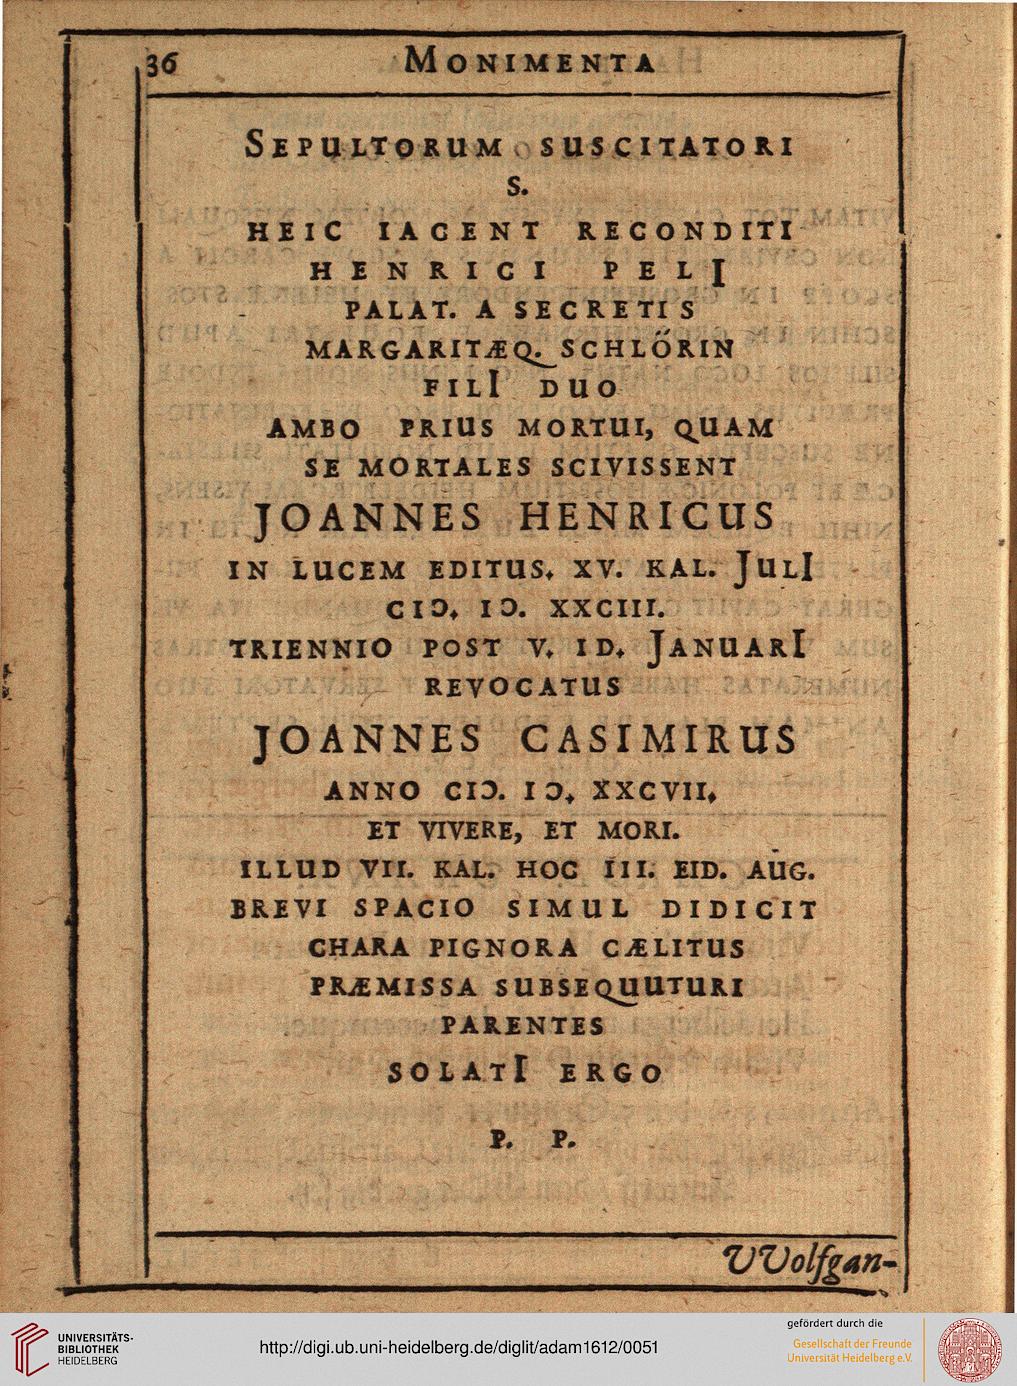 36 MONIMENTA
SEPULTORUM SUSCITATORI
S.
HEIC IACENT RECONDITI
HENRICI PELI
PALAT. A SECRETIS
MARGARITÆQ. SCHLÖRIN
FILI DUO
AMBO PRIUS MORTUI, QUAM
SE MORTALES SCIVISSENT
JOANNES HENRICUS
IN LUCEM EDITUS. XV. KAL. JULI
CIƆ. IƆ. XXCIII.
TRIENNIO POST V. ID. JANUARI
REVOCATUS
JOANNES CASIMIRUS
ANNO CIƆ. IƆ. XXCVII.
ET VIVERE, ET MORI.
ILLUD VII. KAL. HOC III. EID. AUG.
BREVI SPACIO SIMUL DIDICIT
CHARA PIGNORA CÆLITUS
PRÆMISSA SUBSEQUUTURI
PARENTES
SOLATI ERGO
P. P.
VVolfgan-
UNIVERSITÄTS-
BIBLIOTHEK
HEIDELBERG
http://digi.ub.uni-heidelberg.de/diglit/adam1612/0051
gefördert durch die
Gesellschaft der Freunde
Universität Heidelberg e.V.